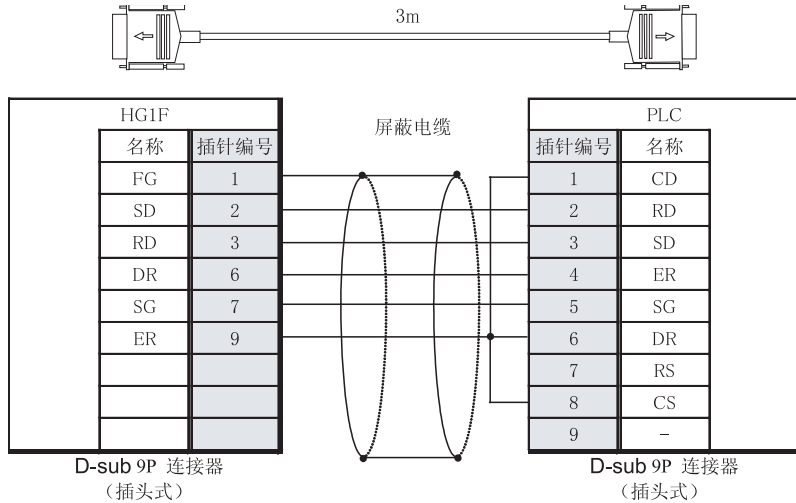 3m
HG1F
屏蔽电缆
PLC
名称 插针编号
插针编号 名称
FG 1
1 CD
SD 2
2 RD
RD 3
3 SD
DR 6
4 ER
SG 7
5 SG
ER 9
6 DR
7 RS
8 CS
9 –
D-sub 9P 连接器
(插头式)
D-sub 9P 连接器
(插头式)